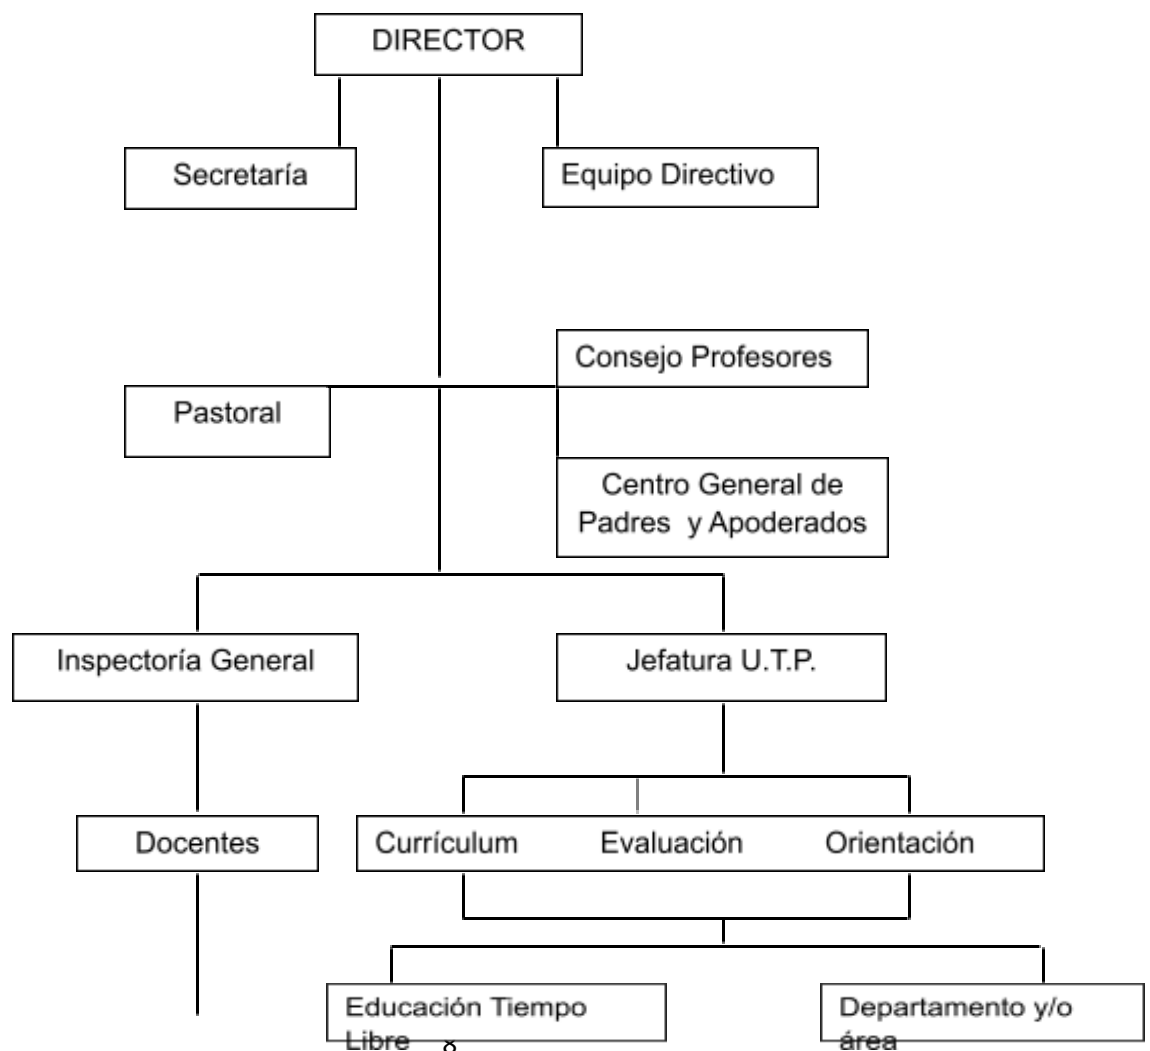 DIRECTOR
Secretaría
Equipo Directivo
Consejo Profesores
Pastoral
Centro General de
Padres y Apoderados
Inspectoría General
Jefatura U.T.P.
Docentes
Currículum Evaluación Orientación
Educación Tiempo
Libre
Departamento y/o
área
8